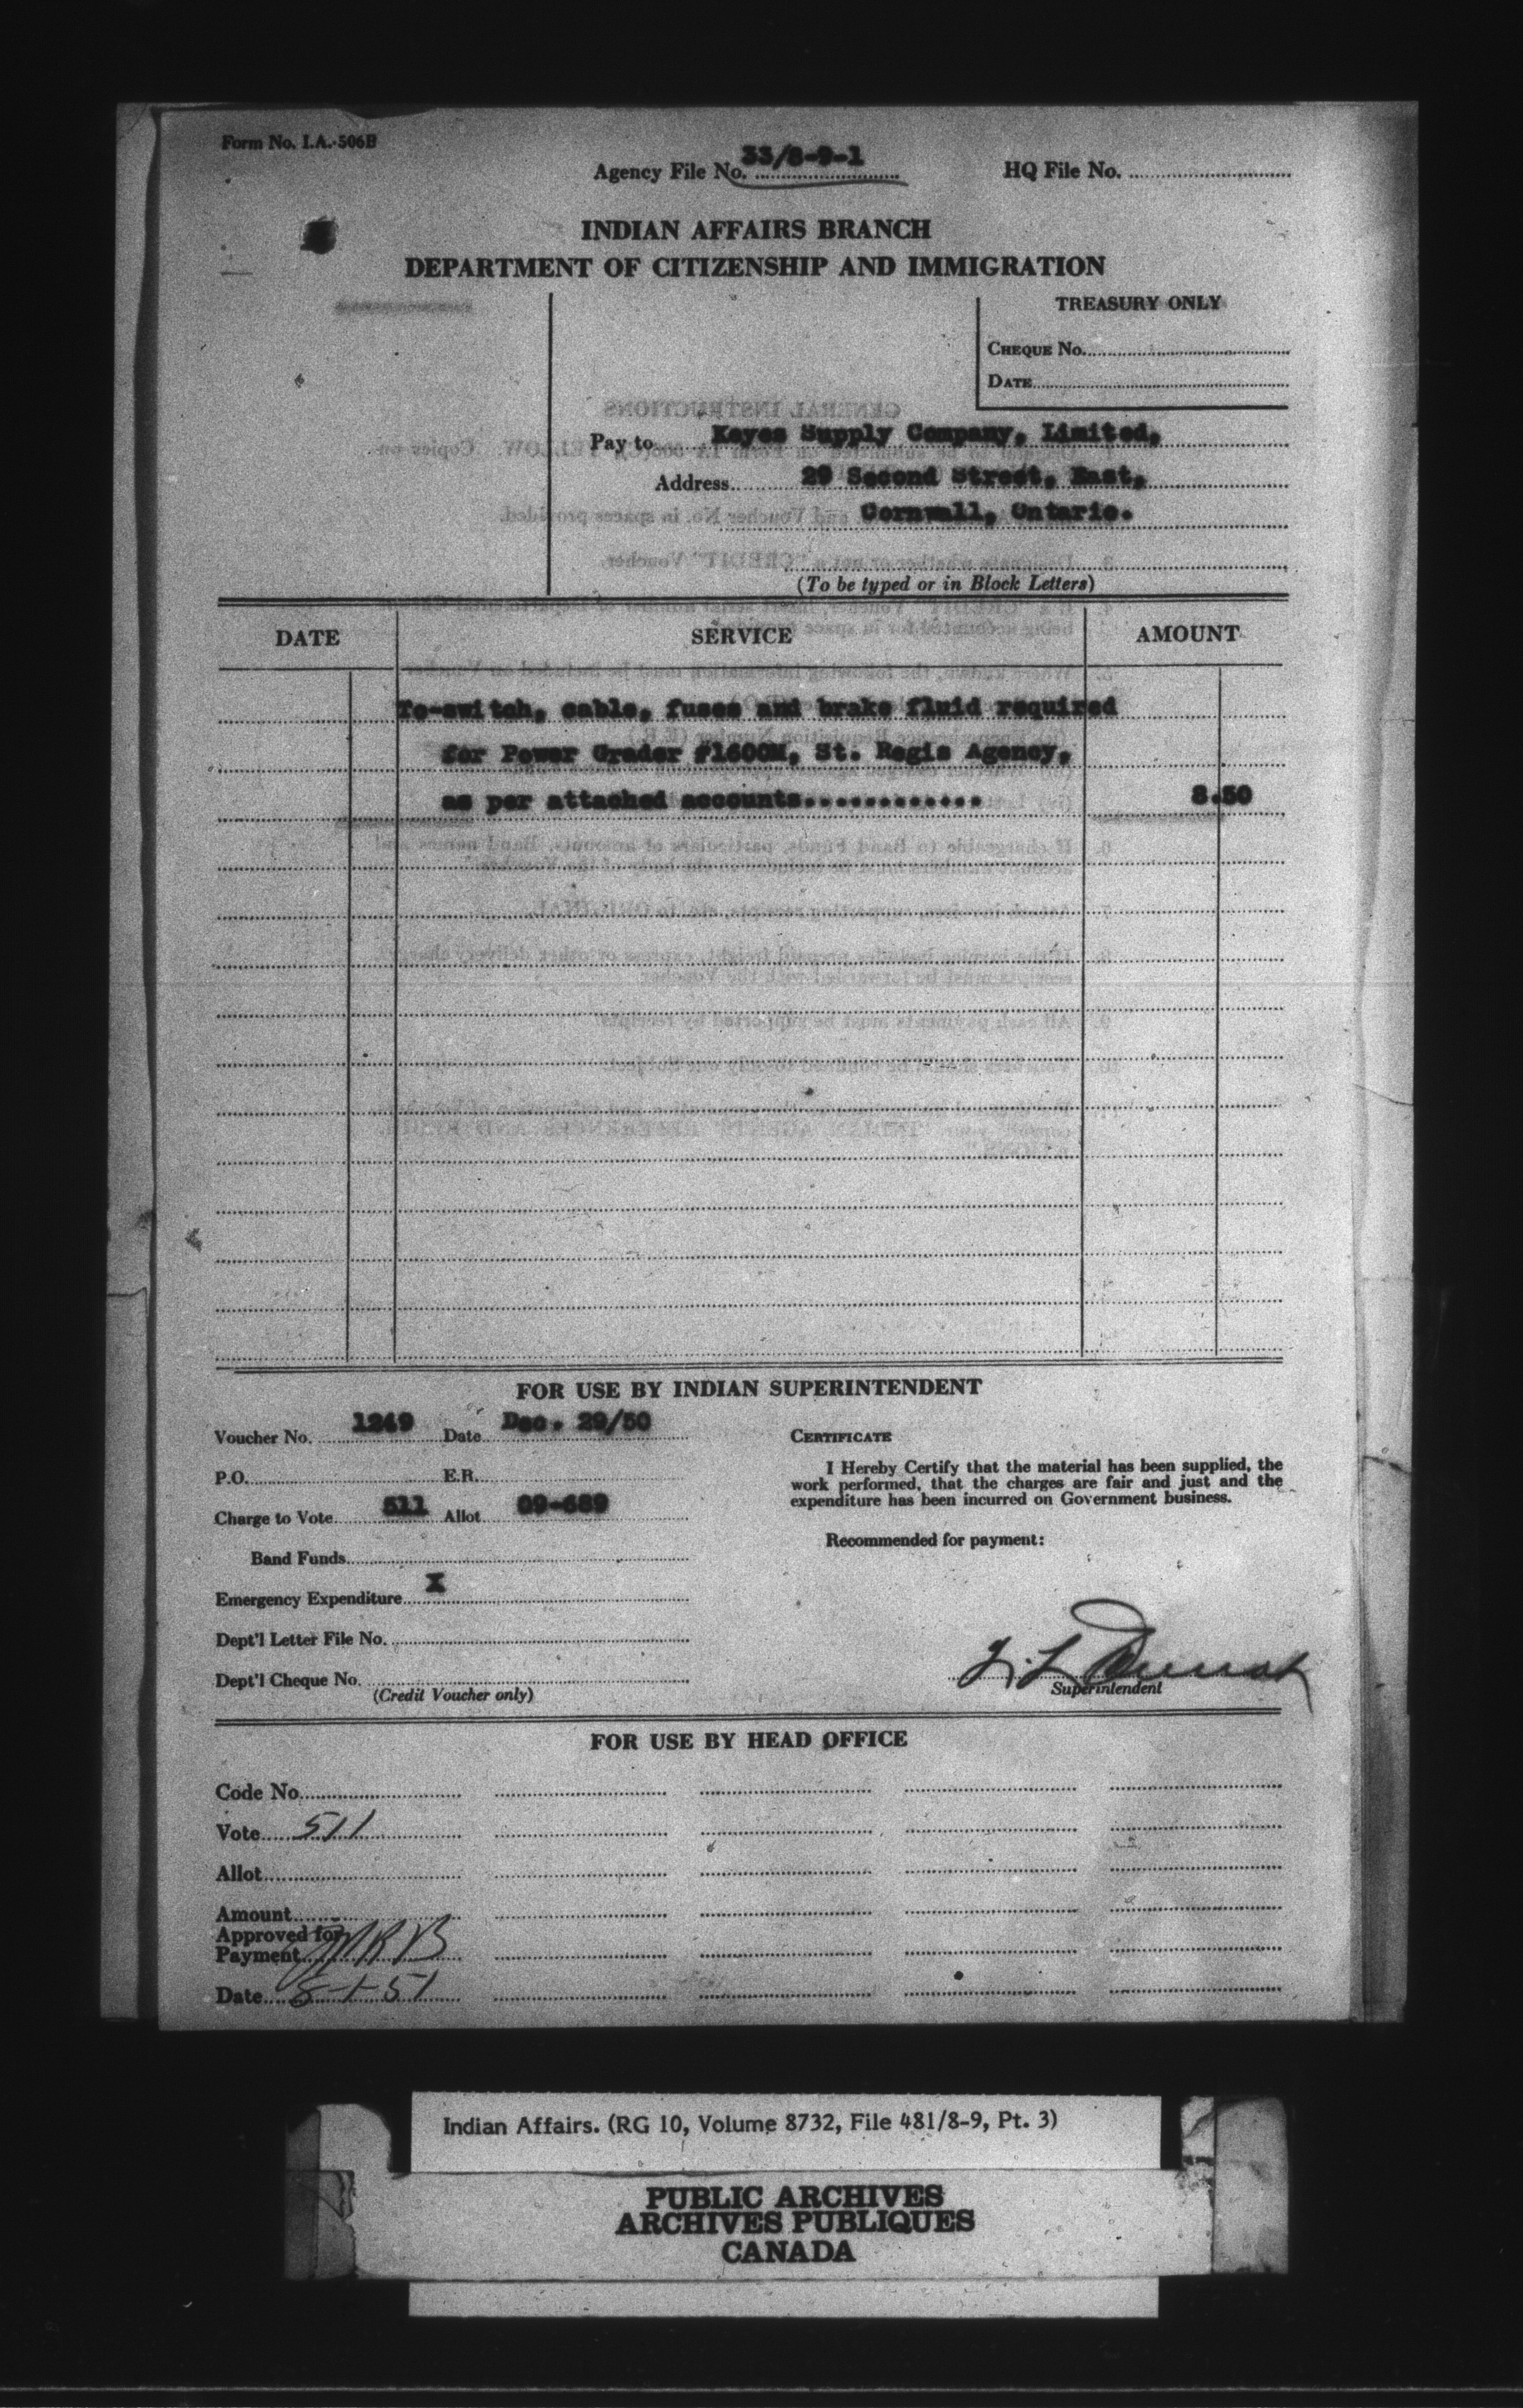 Form No. I.A.-506B
Agency File No. 33/8-9-1
HQ File No.
INDIAN AFFAIRS BRANCH
DEPARTMENT OF CITIZENSHIP AND IMMIGRATION
TREASURY ONLY
CHEQUE No.
DATE
Pay to Keyes Supply Company, Limited,
Address 29 Second Street, East,
Cornwall, Ontario.
(To be typed or in Block Letters)
DATE SERVICE AMOUNT
To-switch, cable, fuses and brake fluid required
for Power Grader #1600M, St. Regis Agency,
as per attached accounts............ 8.50
FOR USE BY INDIAN SUPERINTENDENT
Voucher No. 1249 Date Dec. 29/50
P.O. E.R.
Charge to Vote 511 Allot 09-689
Band Funds
Emergency Expenditure X
Dept'l Letter File No.
Dept'l Cheque No.
(Credit Voucher only)
CERTIFICATE
I Hereby Certify that the material has been supplied, the
work performed, that the charges are fair and just and the
expenditure has been incurred on Government business.
Recommended for payment:
Superintendent
FOR USE BY HEAD OFFICE
Code No.
Vote 511
Allot
Amount
Approved for
Payment
Date 5-1-51
Indian Affairs. (RG 10, Volume 8732, File 481/8-9, Pt. 3)
PUBLIC ARCHIVES
ARCHIVES PUBLIQUES
CANADA